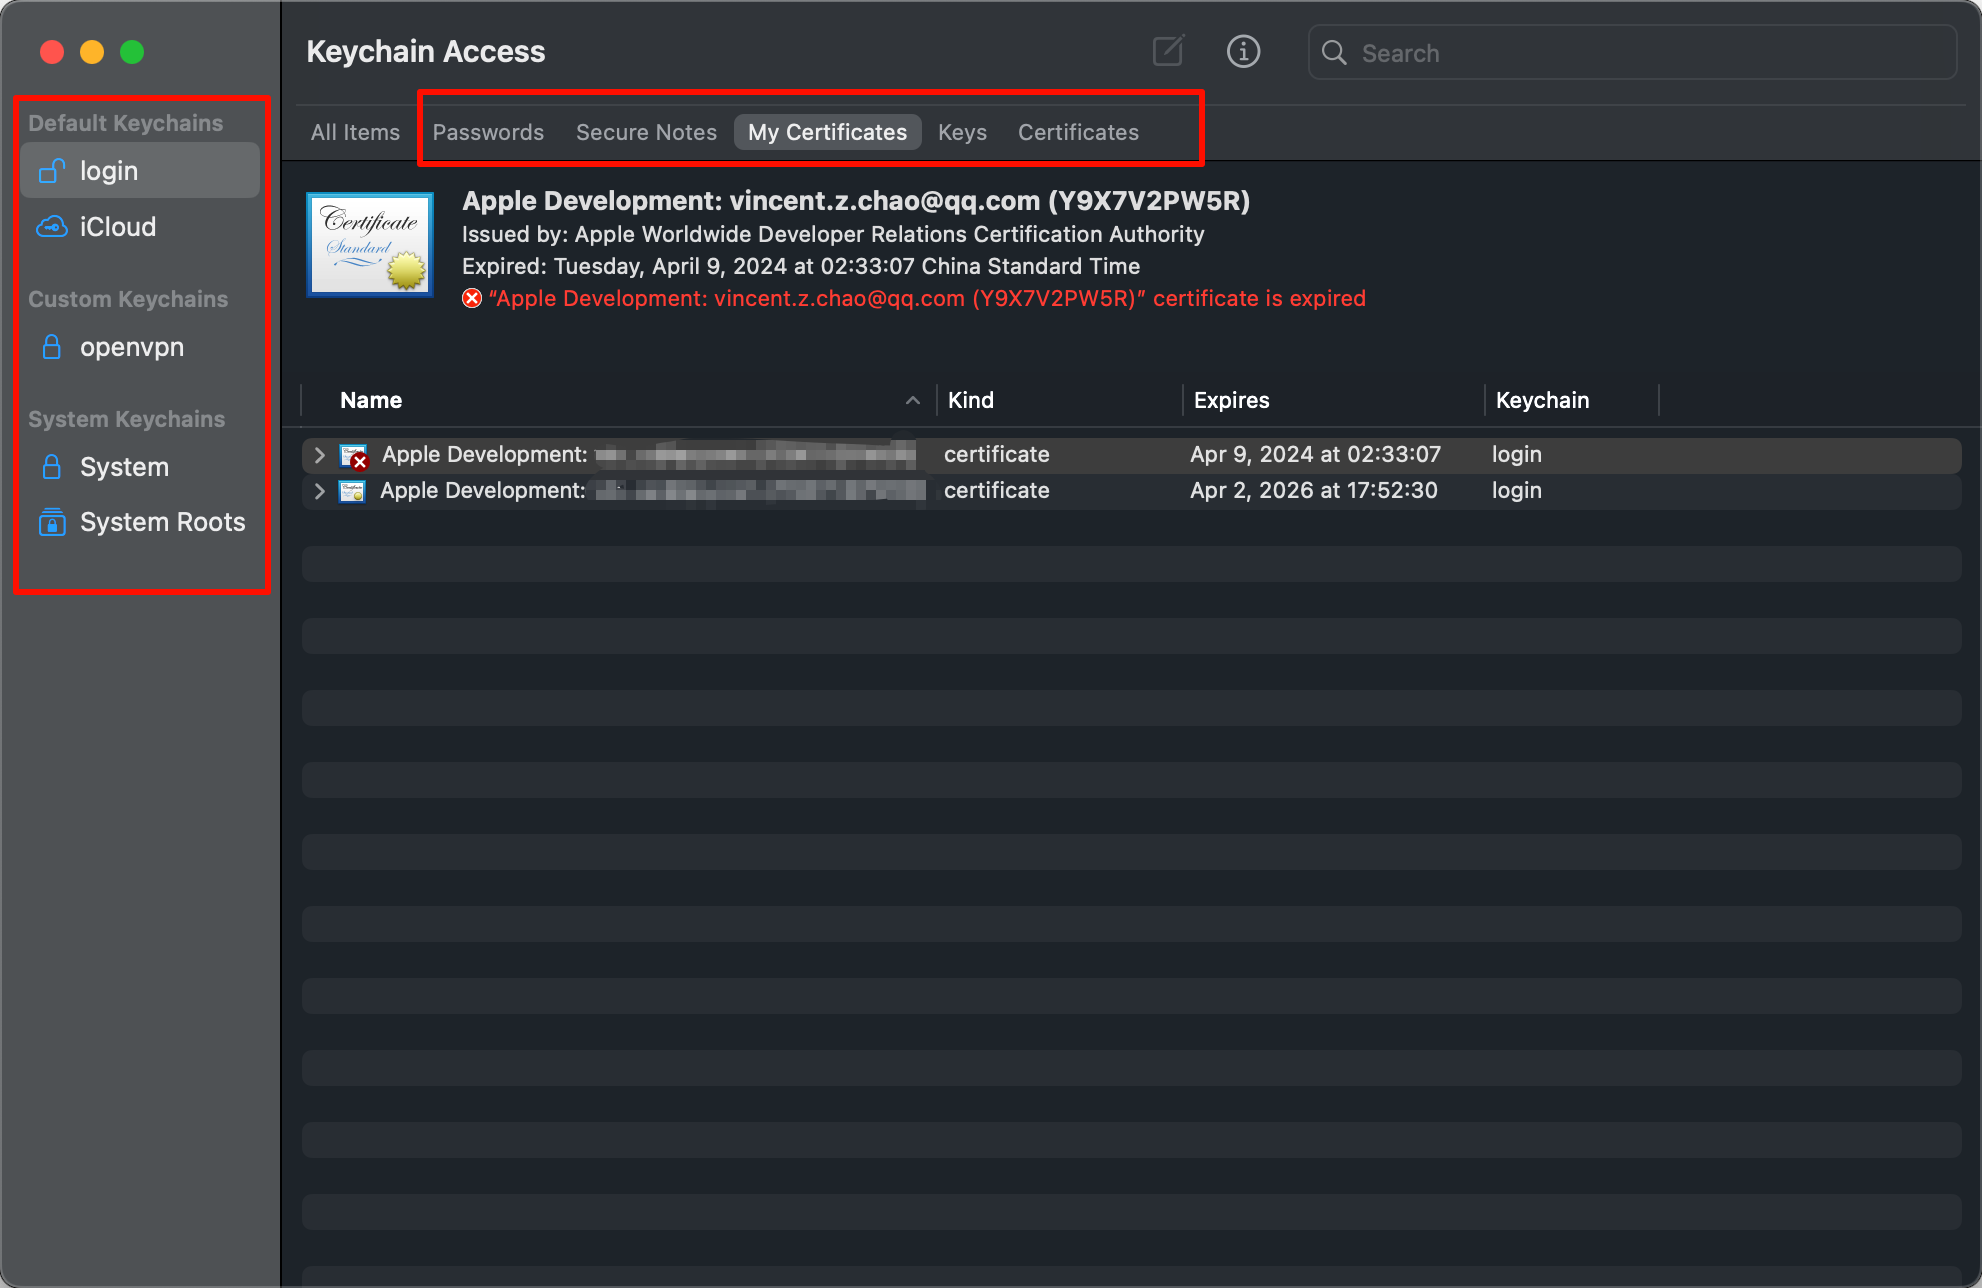 Keychain Access
Search
Default Keychains
login
iCloud
Custom Keychains
openvpn
System Keychains
System
System Roots
All Items Passwords Secure Notes My Certificates Keys Certificates
Certificate
Standard
Apple Development: vincent.z.chao@qq.com (Y9X7V2PW5R)
Issued by: Apple Worldwide Developer Relations Certification Authority
Expired: Tuesday, April 9, 2024 at 02:33:07 China Standard Time
“Apple Development: vincent.z.chao@qq.com (Y9X7V2PW5R)” certificate is expired
Name Kind Expires Keychain
Apple Development: certificate Apr 9, 2024 at 02:33:07 login
Apple Development: certificate Apr 2, 2026 at 17:52:30 login